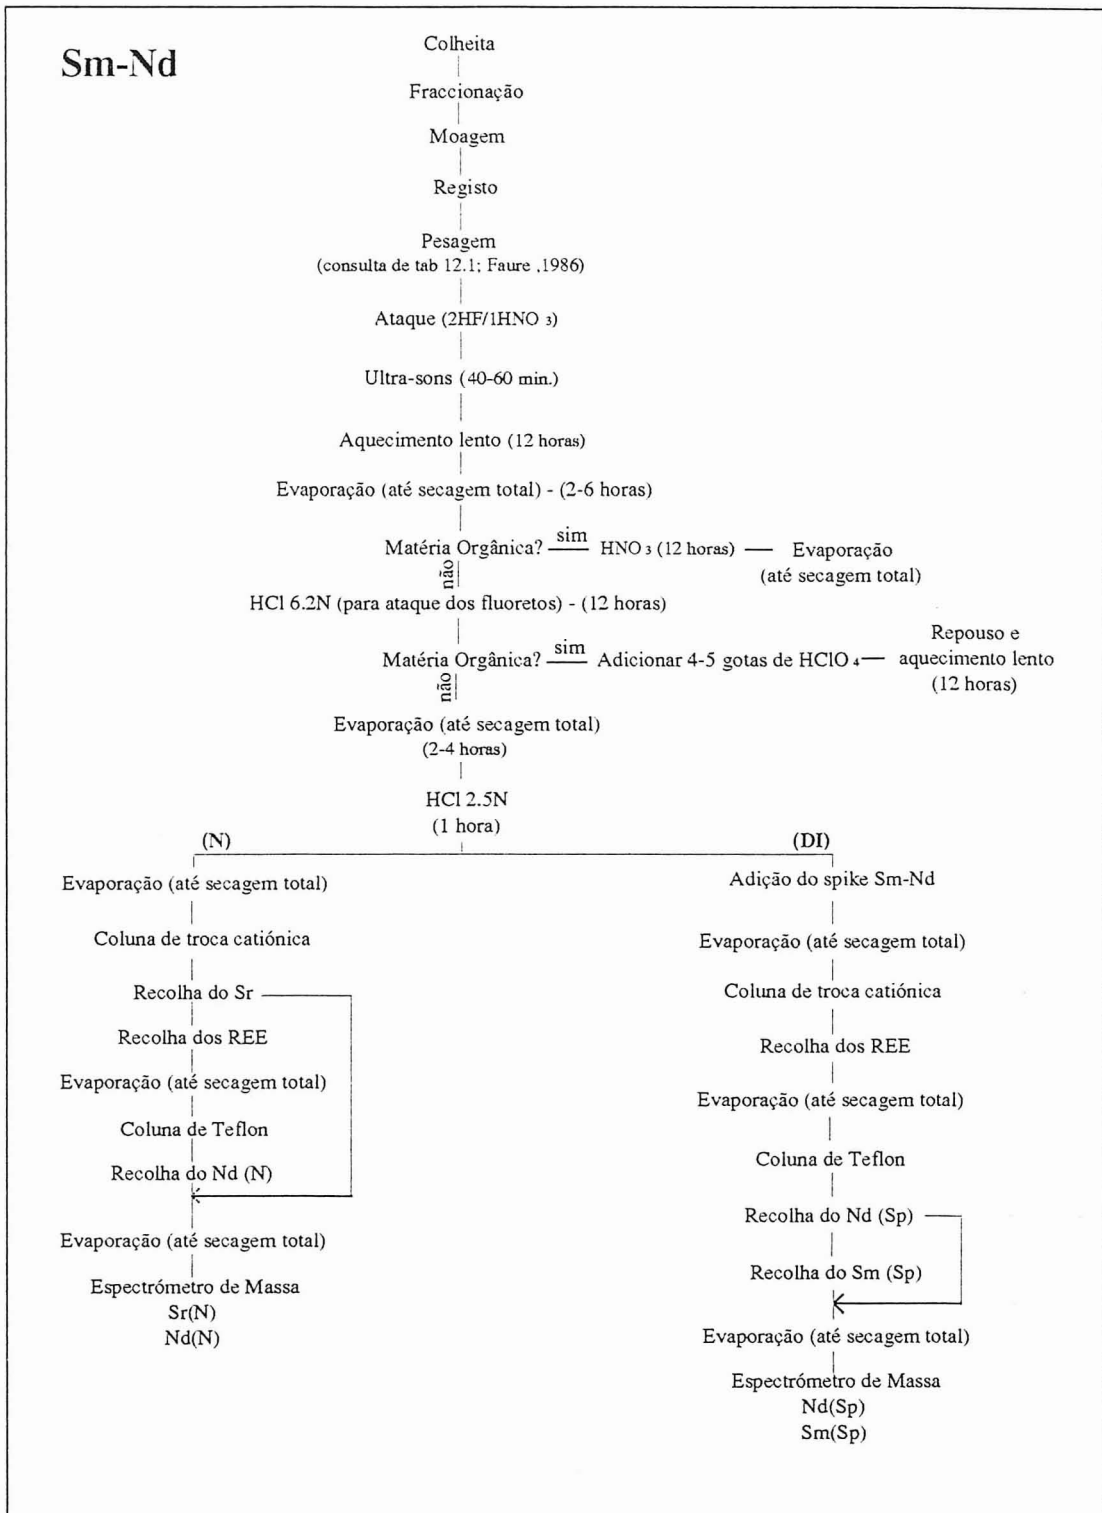 Sm-Nd
Colheita
Fraccionação
Moagem
Registo
Pesagem
(consulta de tab 12.1; Faure ,1986)
Ataque (2HF/1HNO 3)
Ultra-sons (40-60 min.)
Aquecimento lento (12 horas)
Evaporação (até secagem total) - (2-6 horas)
Matéria Orgânica? sim HNO 3 (12 horas) — Evaporação
(até secagem total)
não
HCl 6.2N (para ataque dos fluoretos) - (12 horas)
Matéria Orgânica? sim Adicionar 4-5 gotas de HClO 4 — Repouso e
aquecimento lento
(12 horas)
não
Evaporação (até secagem total)
(2-4 horas)
HCl 2.5N
(1 hora)
(N)
Evaporação (até secagem total)
Coluna de troca catiónica
Recolha do Sr
Recolha dos REE
Evaporação (até secagem total)
Coluna de Teflon
Recolha do Nd (N)
Evaporação (até secagem total)
Espectrómetro de Massa
Sr(N)
Nd(N)
(DI)
Adição do spike Sm-Nd
Evaporação (até secagem total)
Coluna de troca catiónica
Recolha dos REE
Evaporação (até secagem total)
Coluna de Teflon
Recolha do Nd (Sp)
Recolha do Sm (Sp)
Evaporação (até secagem total)
Espectrómetro de Massa
Nd(Sp)
Sm(Sp)